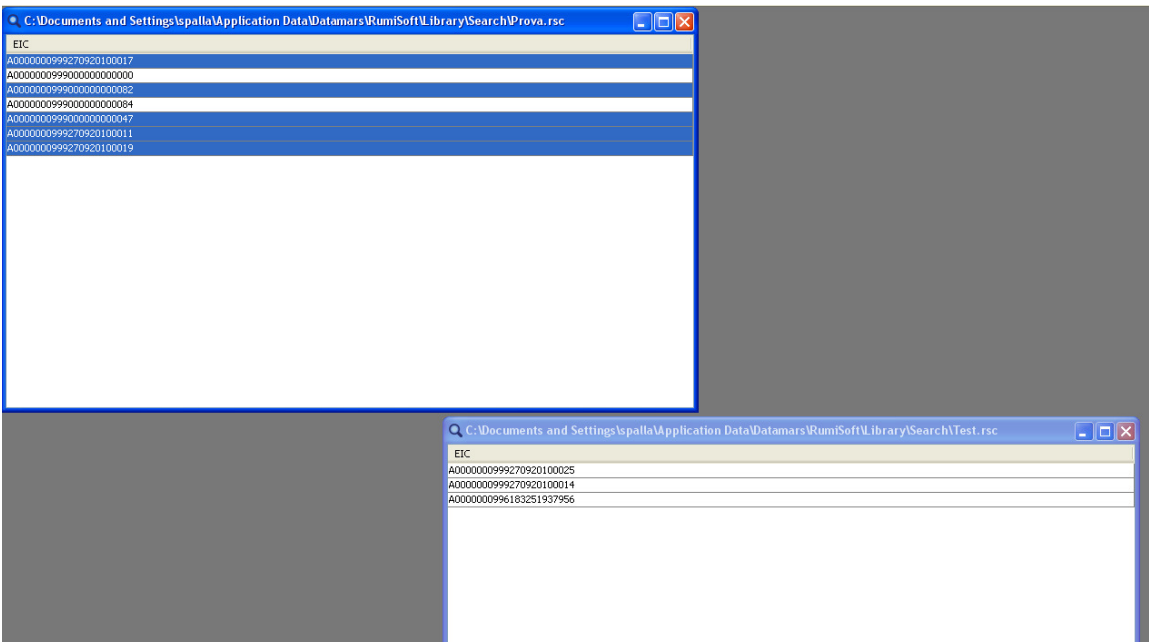 C:\Documents and Settings\spalla\Application Data\Datamars\RumiSoft\Library\Search\Prova.rsc
EIC
A0000000999270920100017
A0000000999000000000000
A0000000999000000000082
A0000000999000000000084
A0000000999000000000047
A0000000999270920100011
A0000000999270920100019
C:\Documents and Settings\spalla\Application Data\Datamars\RumiSoft\Library\Search\Test.rsc
EIC
A0000000999270920100025
A0000000999270920100014
A0000000996183251937956